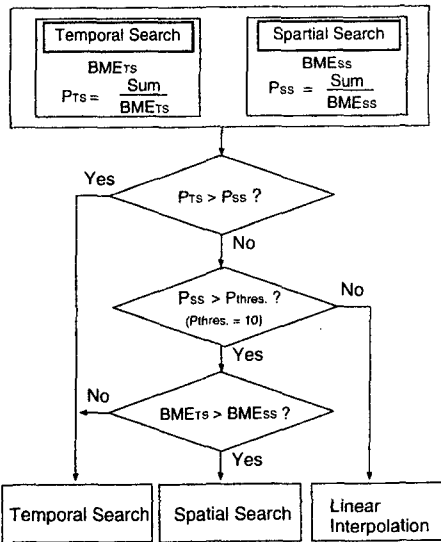 Temporal Search
BMETS
PTS = Sum / BMETS
Spartial Search
BMESS
PSS = Sum / BMESS
Yes
PTS > PSS ?
No
PSS > Pthres. ?
(Pthres. = 10)
No
Yes
No
BMETS > BMESS ?
Yes
Temporal Search
Spatial Search
Linear
Interpolation